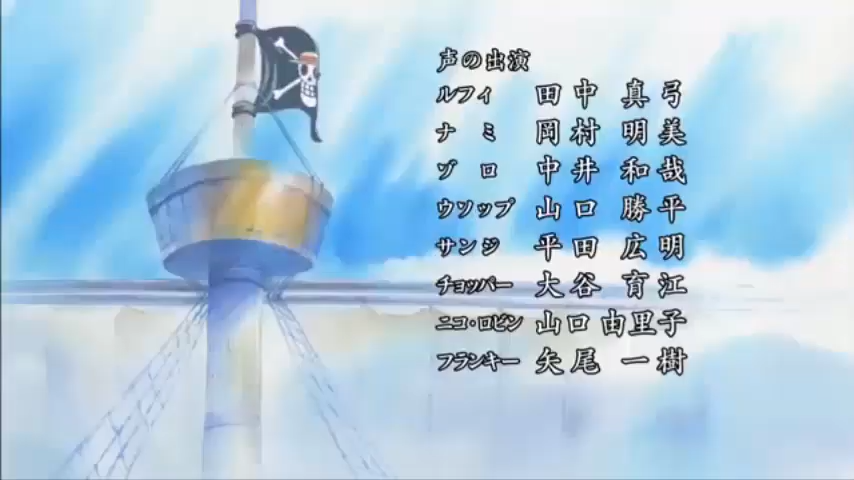 声の出演
ルフィ 田中 真弓
ナミ 岡村 明美
ゾロ 中井 和哉
ウソップ 山口 勝平
サンジ 平田 広明
チョッパー 大谷 育江
ニコ・ロビン 山口 由里子
フランキー 矢尾 一樹